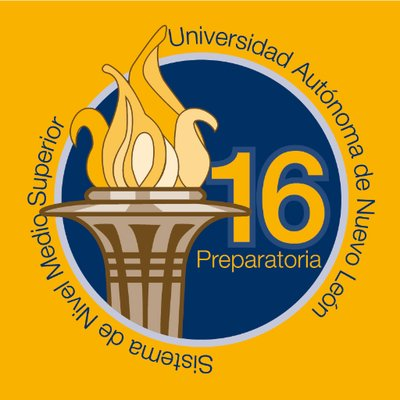 Universidad Autónoma de Nuevo León
16
Preparatoria
Sistema de Nivel Medio Superior